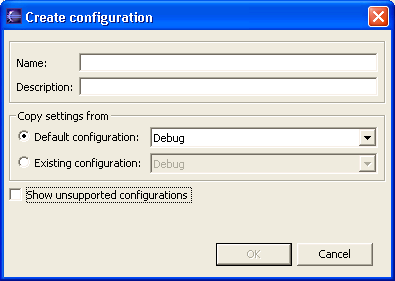 Create configuration
Name:
Description:
Copy settings from
Default configuration: Debug
Existing configuration: Debug
Show unsupported configurations
OK Cancel